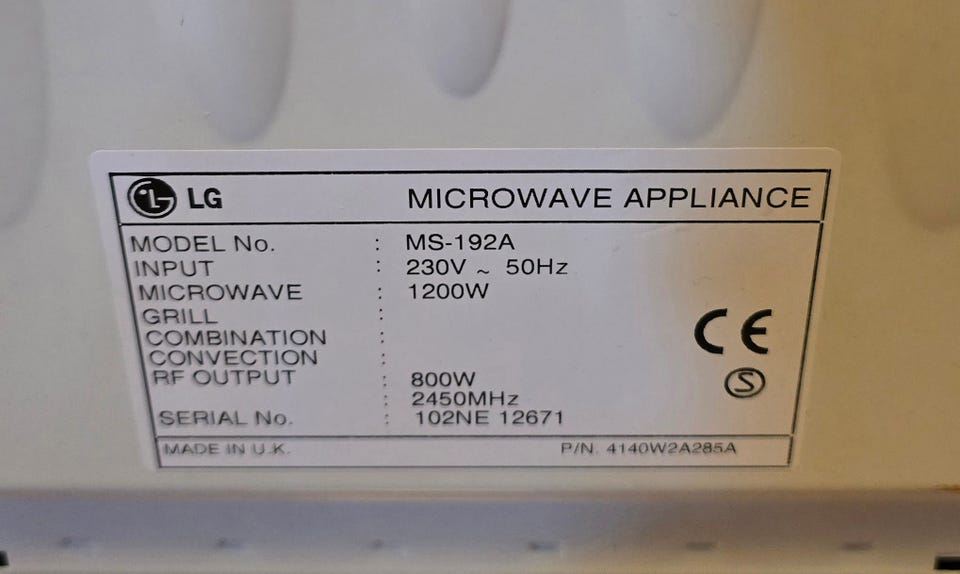 LG MICROWAVE APPLIANCE
MODEL No. : MS-192A
INPUT : 230V ~ 50Hz
MICROWAVE : 1200W
GRILL :
COMBINATION :
CONVECTION :
RF OUTPUT : 800W
: 2450MHz
SERIAL No. : 102NE 12671
MADE IN U.K. P/N. 4140W2A285A
CE
S